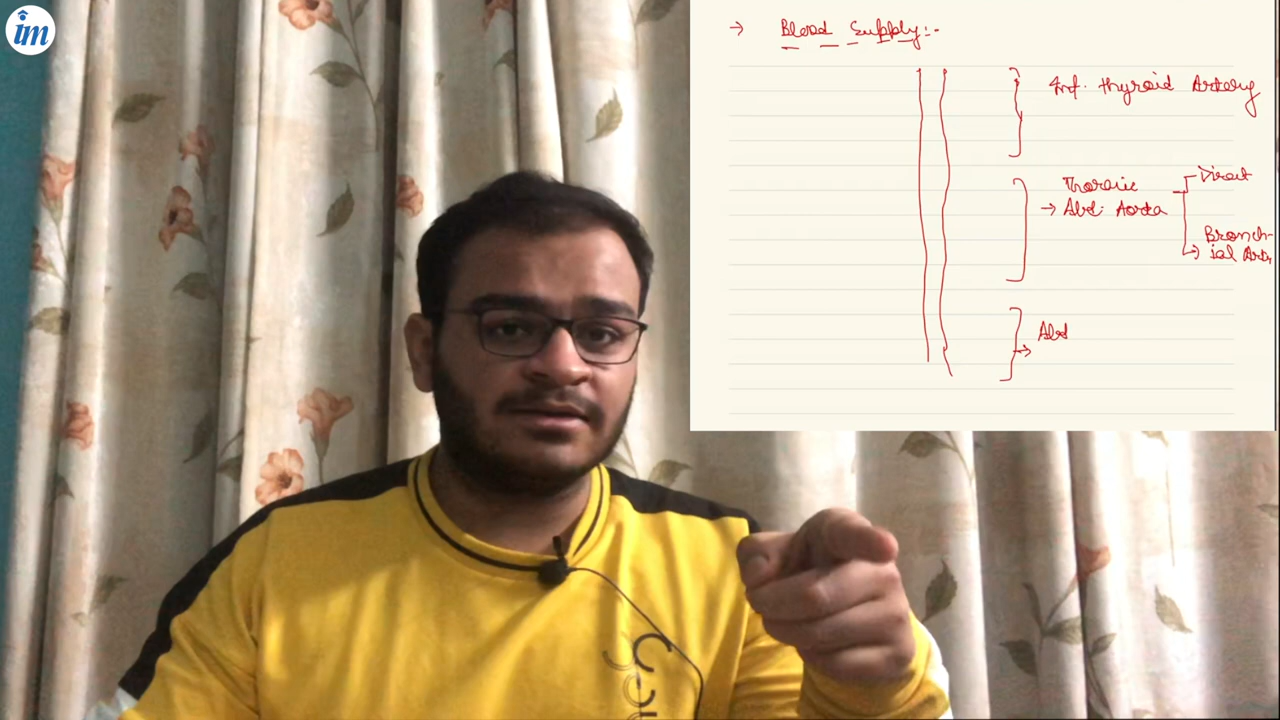 im
→ Blood Supply:-
Inf. thyroid Artery
Thoracic
→ Abd. Aorta
Direct
Bronch-
ial Art.
Abd